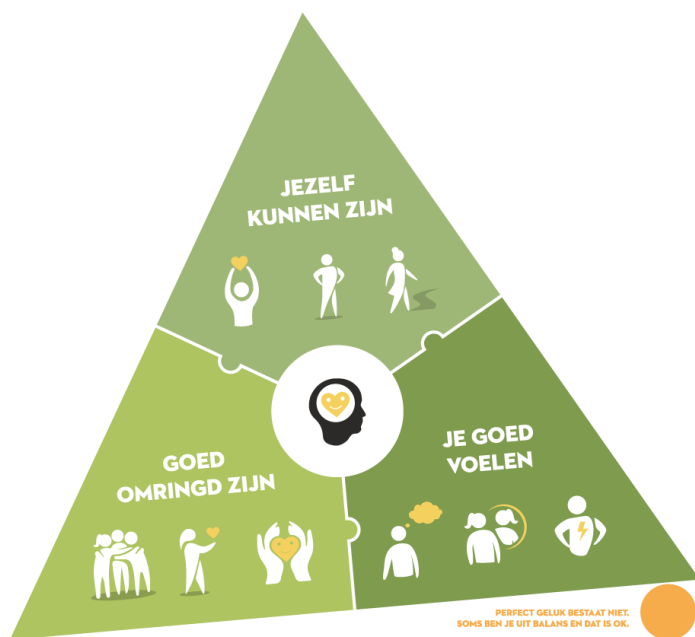 JEZELF
KUNNEN ZIJN
GOED
OMRINGD ZIJN
JE GOED
VOELEN
PERFECT GELUK BESTAAT NIET.
SOMS BEN JE UIT BALANS EN DAT IS OK.